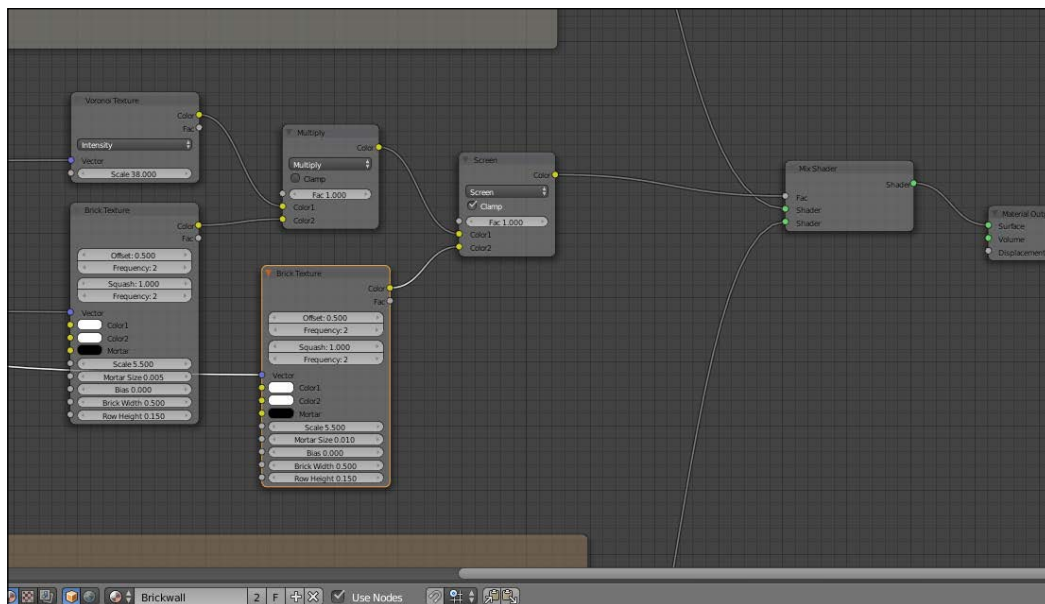 Voronoi Texture
Color
Fac
Intensity
Vector
Scale 38.000
Brick Texture
Color
Fac
Offset: 0.500
Frequency: 2
Squash: 1.000
Frequency: 2
Vector
Color1
Color2
Mortar
Scale 5.500
Mortar Size 0.005
Bias 0.000
Brick Width 0.500
Row Height 0.150
Multiply
Color
Multiply
Clamp
Fac 1.000
Color1
Color2
Brick Texture
Color
Fac
Offset: 0.500
Frequency: 2
Squash: 1.000
Frequency: 2
Vector
Color1
Color2
Mortar
Scale 5.500
Mortar Size 0.010
Bias 0.000
Brick Width 0.500
Row Height 0.150
Screen
Color
Screen
Clamp
Fac 1.000
Color1
Color2
Mix Shader
Shader
Fac
Shader
Shader
Material Outp
Surface
Volume
Displacement
Brickwall
2
F
Use Nodes